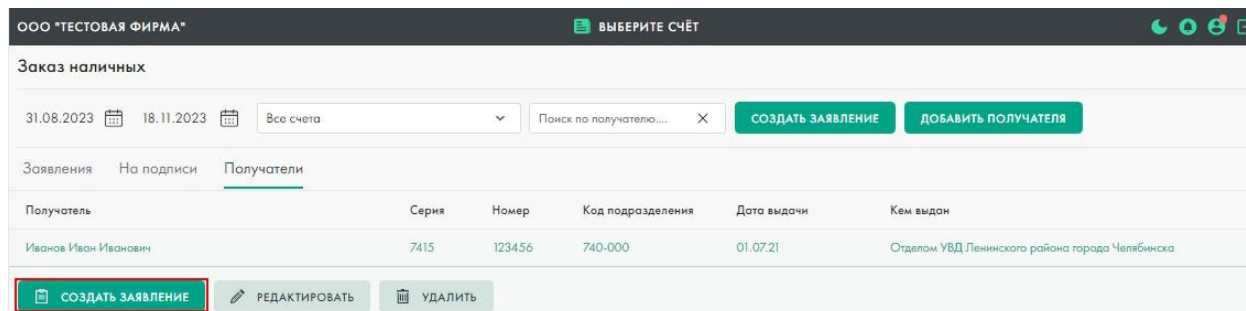 ООО "ТЕСТОВАЯ ФИРМА" ВЫБЕРИТЕ СЧЁТ
Заказ наличных
31.08.2023 18.11.2023 Все счета Поиск по получателю.... СОЗДАТЬ ЗАЯВЛЕНИЕ ДОБАВИТЬ ПОЛУЧАТЕЛЯ
Заявления На подписи Получатели
Получатель Серия Номер Код подразделения Дата выдачи Кем выдан
Иванов Иван Иванович 7415 123456 740-000 01.07.21 Отделом УВД Ленинского района города Челябинска
СОЗДАТЬ ЗАЯВЛЕНИЕ РЕДАКТИРОВАТЬ УДАЛИТЬ